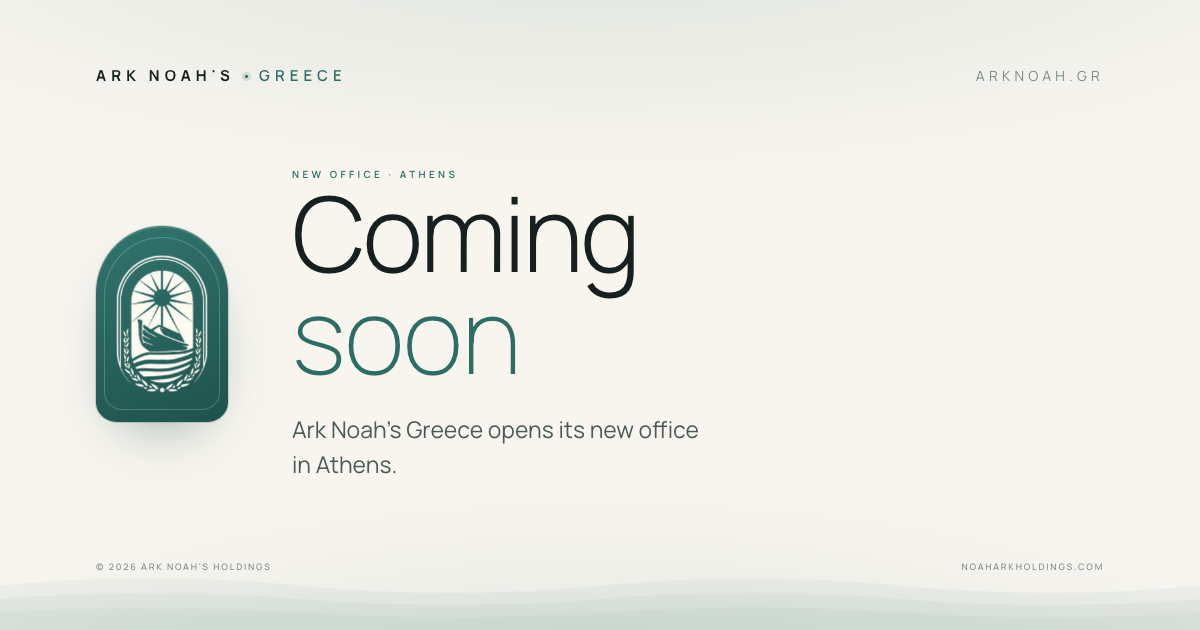 ARK NOAH'S • GREECE
ARKNOAH.GR
NEW OFFICE · ATHENS
Coming
soon
Ark Noah's Greece opens its new office
in Athens.
© 2026 ARK NOAH'S HOLDINGS
NOAHARKHOLDINGS.COM